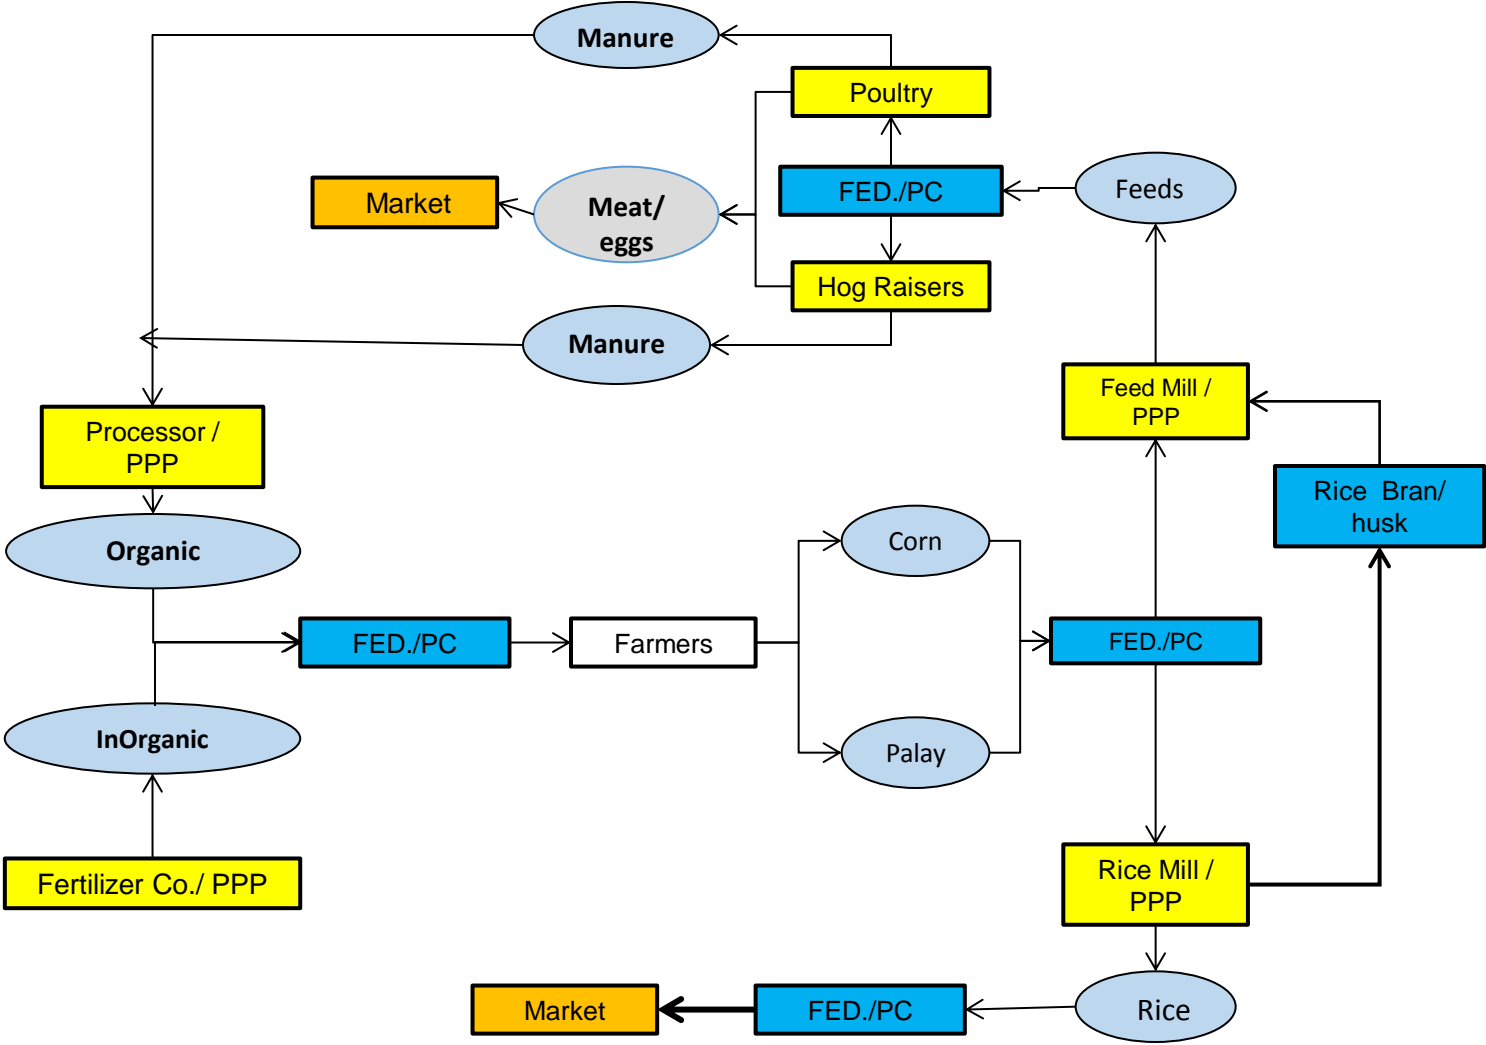 Manure
Poultry
Market
Meat/
eggs
FED./PC
Feeds
Hog Raisers
Manure
Feed Mill /
PPP
Processor /
PPP
Rice  Bran/
husk
Organic
Corn
FED./PC
Farmers
FED./PC
InOrganic
Palay
Fertilizer Co./ PPP
Rice Mill /
PPP
Market
FED./PC
Rice